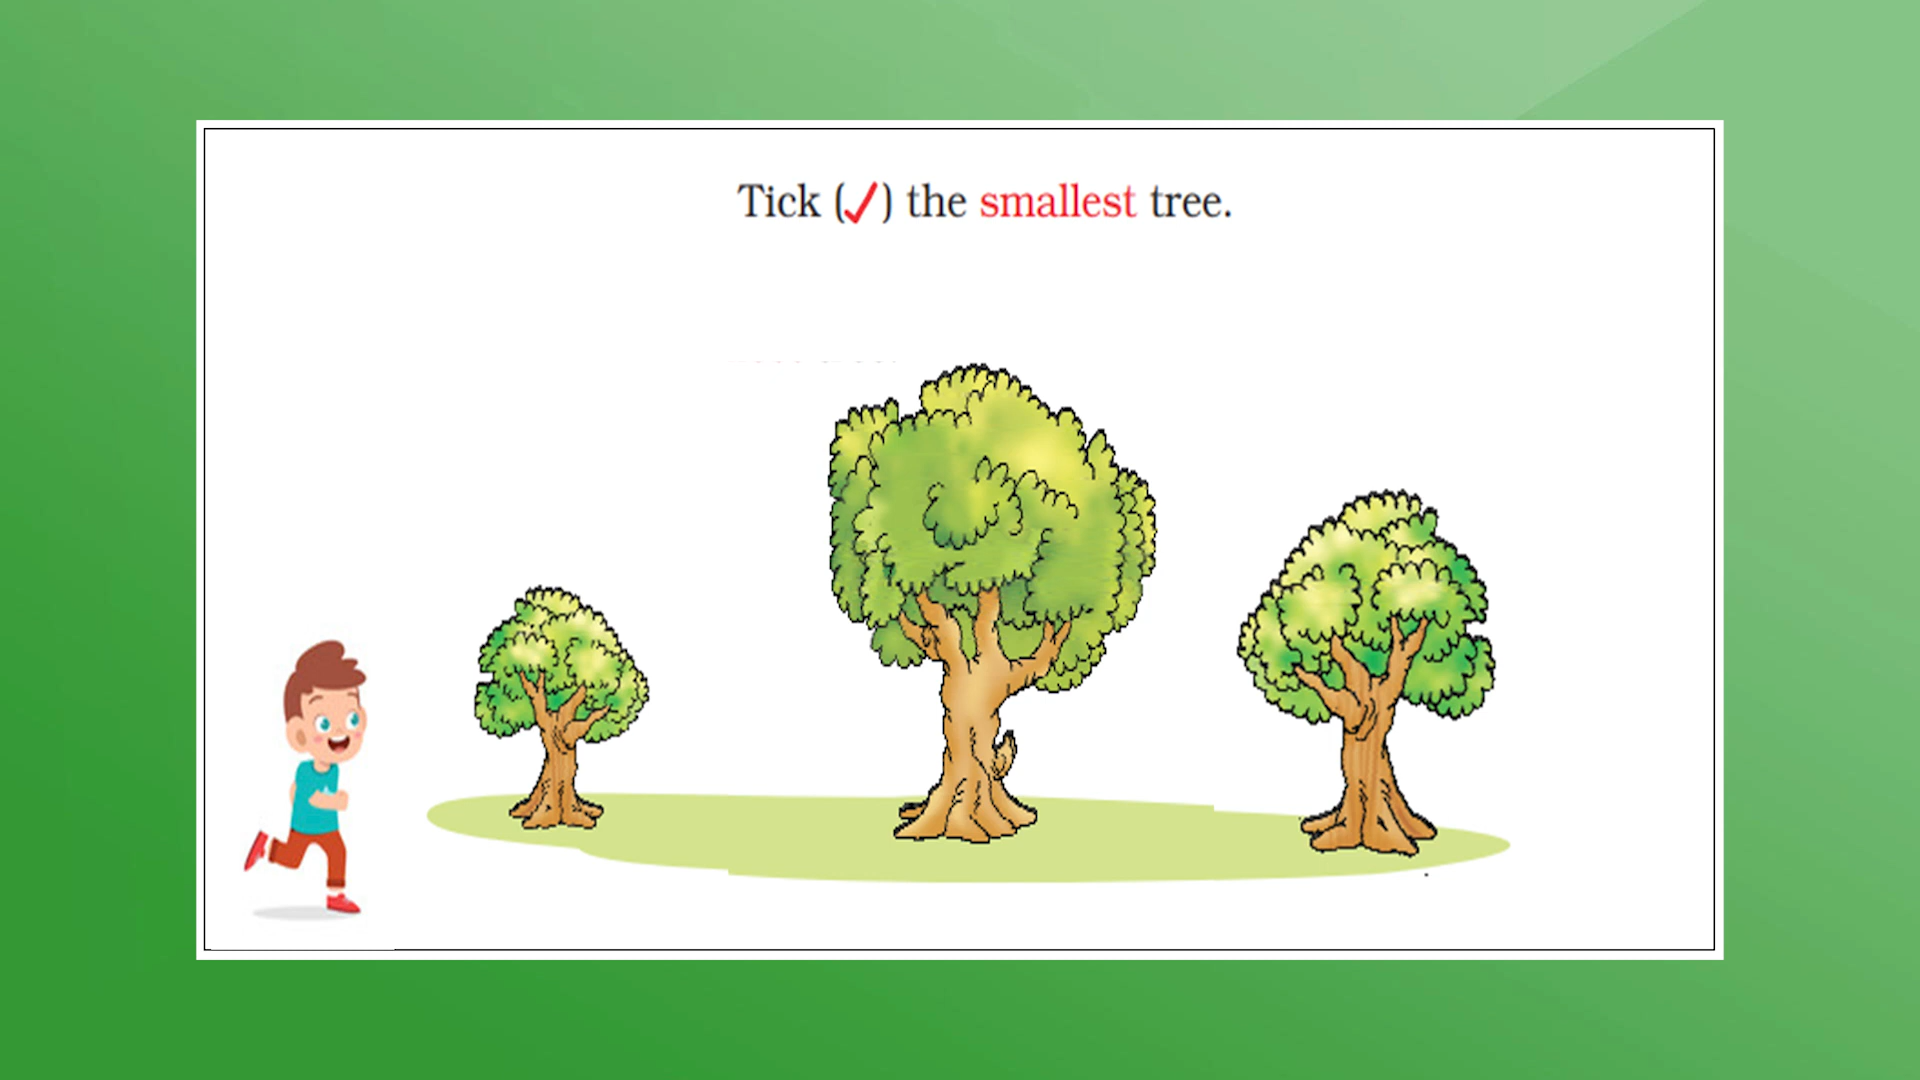 Tick (✓) the smallest tree.